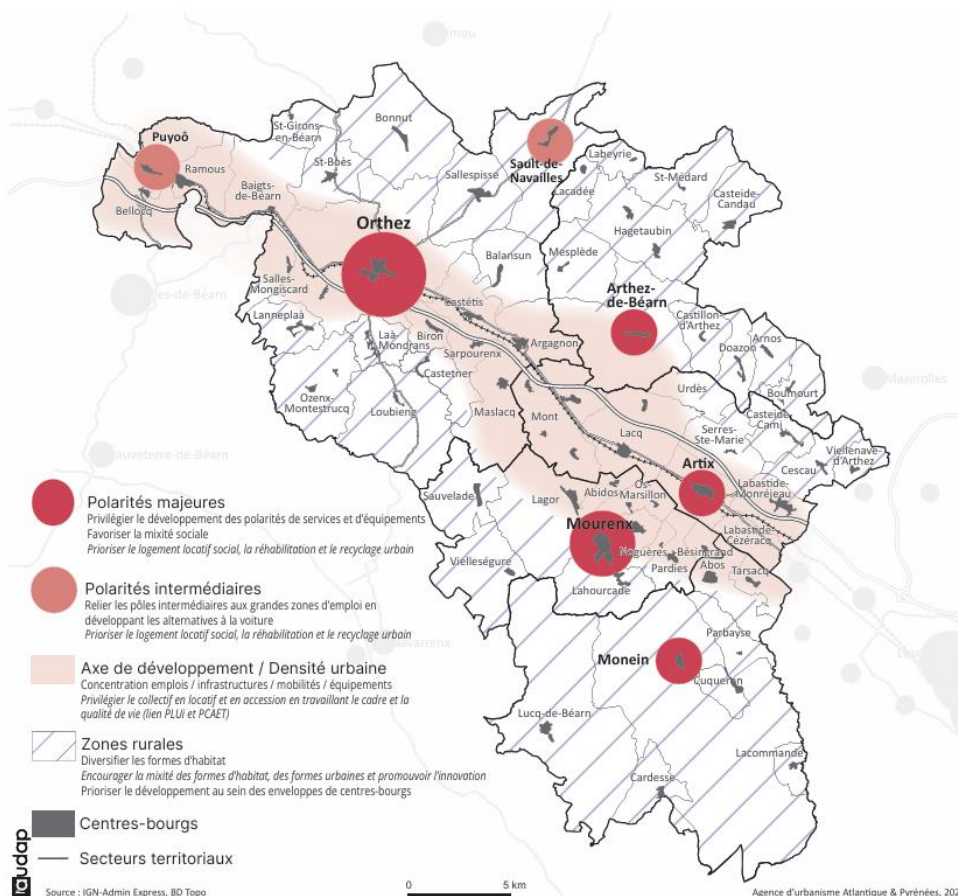 Puyoô
Ramous
Bellocq
Baigts-
de-Béarn
St-Girons-
en-Béarn
Bonnut
St-Boès
Sault-de-
Navailles
Sallespisse
Labeyrie
Lacadée
St-Médard
Casteide-
Candau
Hagetaubin
Orthez
Balansun
Mesplède
Salles-
Mongiscard
Arthez-
de-Béarn
Lanneplaà
Castétis
Castillon-
d'Arthez
Laà-
Mondrans
Biron
Sarpourenx
Argagnon
Doazon
Arnos
Castetner
Mazerolles
Ozenx-
Montestrucq
Loubieng
Maslacq
Mont
Urdès
Boumourt
Casteide-
Cami
Lacq
Serres-
Ste-Marie
Viellenave-
d'Arthez
Cescau
Artix
Labastide-
Monréjeau
Sauvelade
Lagor
Abidos
Os-
Marsillon
Labastide-
Cézeracq
Mourenx
Noguères
Bésingrand
Vielleségure
Pardies
Abos
Tarsacq
Lahourcade
Parbayse
Monein
Cuqueron
Lucq-de-Béarn
Lacommande
Cardesse
Polarités majeures
Privilégier le développement des polarités de services et d'équipements
Favoriser la mixité sociale
Prioriser le logement locatif social, la réhabilitation et le recyclage urbain
Polarités intermédiaires
Relier les pôles intermédiaires aux grandes zones d'emploi en
développant les alternatives à la voiture
Prioriser le logement locatif social, la réhabilitation et le recyclage urbain
Axe de développement / Densité urbaine
Concentration emplois / infrastructures / mobilités / équipements
Privilégier le collectif en locatif et en accession en travaillant le cadre et la
qualité de vie (lien PLUi et PCAET)
Zones rurales
Diversifier les formes d'habitat
Encourager la mixité des formes d'habitat, des formes urbaines et promouvoir l'innovation
Prioriser le développement au sein des enveloppes de centres-bourgs
Centres-bourgs
Secteurs territoriaux
audap
Source : IGN-Admin Express, BD Topo
0 5 km
Agence d'urbanisme Atlantique & Pyrénées, 202